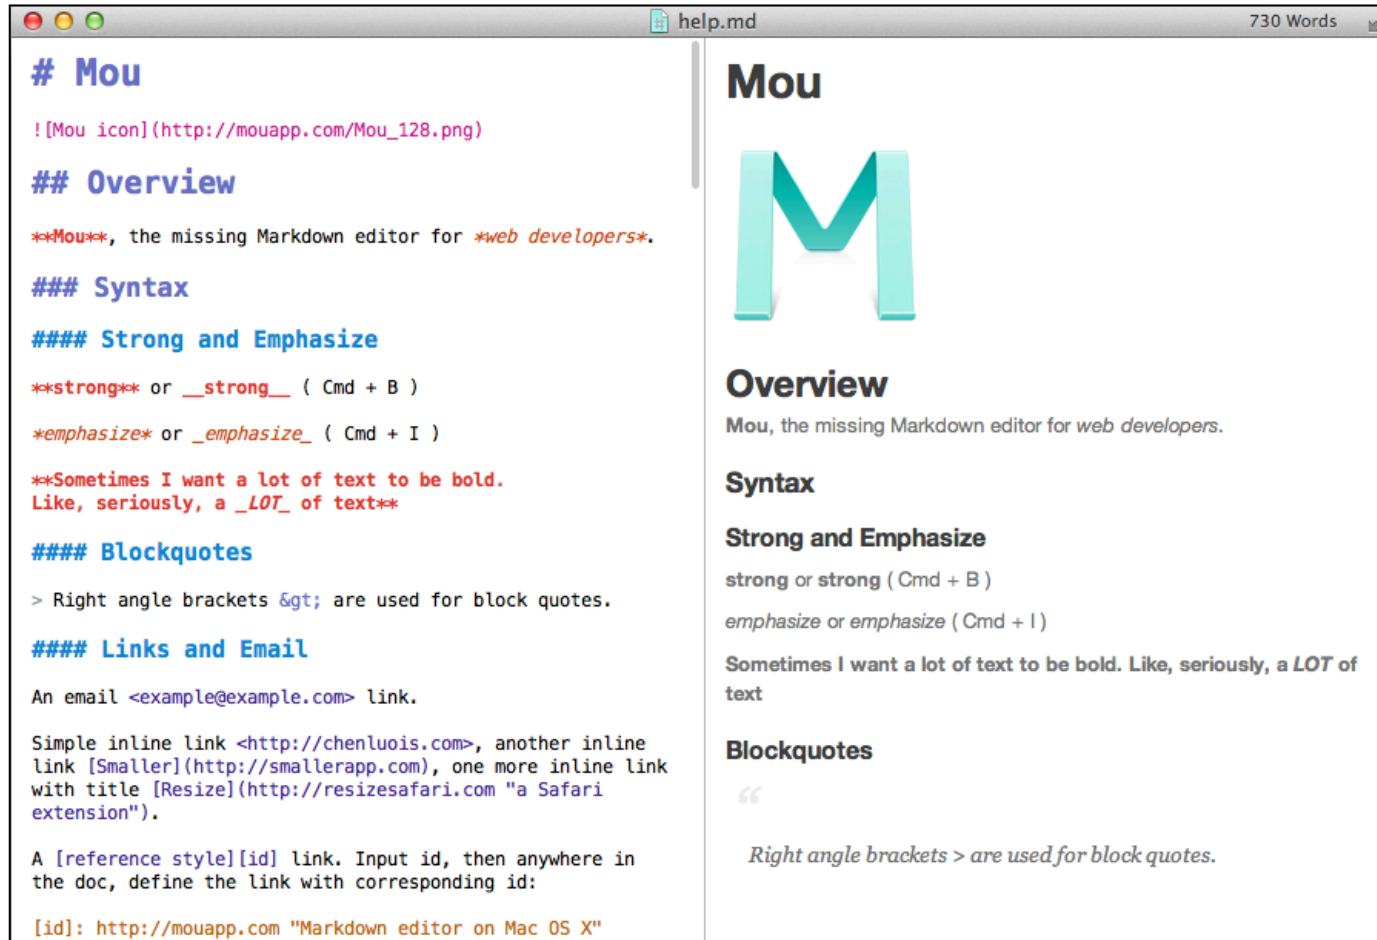 help.md
730 Words
# Mou
![Mou icon](http://mouapp.com/Mou_128.png)
## Overview
**Mou**, the missing Markdown editor for *web developers*.
### Syntax
#### Strong and Emphasize
**strong** or __strong__ ( Cmd + B )
*emphasize* or _emphasize_ ( Cmd + I )
**Sometimes I want a lot of text to be bold.
Like, seriously, a _LOT_ of text**
#### Blockquotes
> Right angle brackets &gt; are used for block quotes.
#### Links and Email
An email <example@example.com> link.
Simple inline link <http://chenluois.com>, another inline
link [Smaller](http://smallerapp.com), one more inline link
with title [Resize](http://resizesafari.com "a Safari
extension").
A [reference style][id] link. Input id, then anywhere in
the doc, define the link with corresponding id:
[id]: http://mouapp.com "Markdown editor on Mac OS X"
Mou
M
Overview
Mou, the missing Markdown editor for web developers.
Syntax
Strong and Emphasize
strong or strong ( Cmd + B )
emphasize or emphasize ( Cmd + I )
Sometimes I want a lot of text to be bold. Like, seriously, a LOT of
text
Blockquotes
“
Right angle brackets > are used for block quotes.